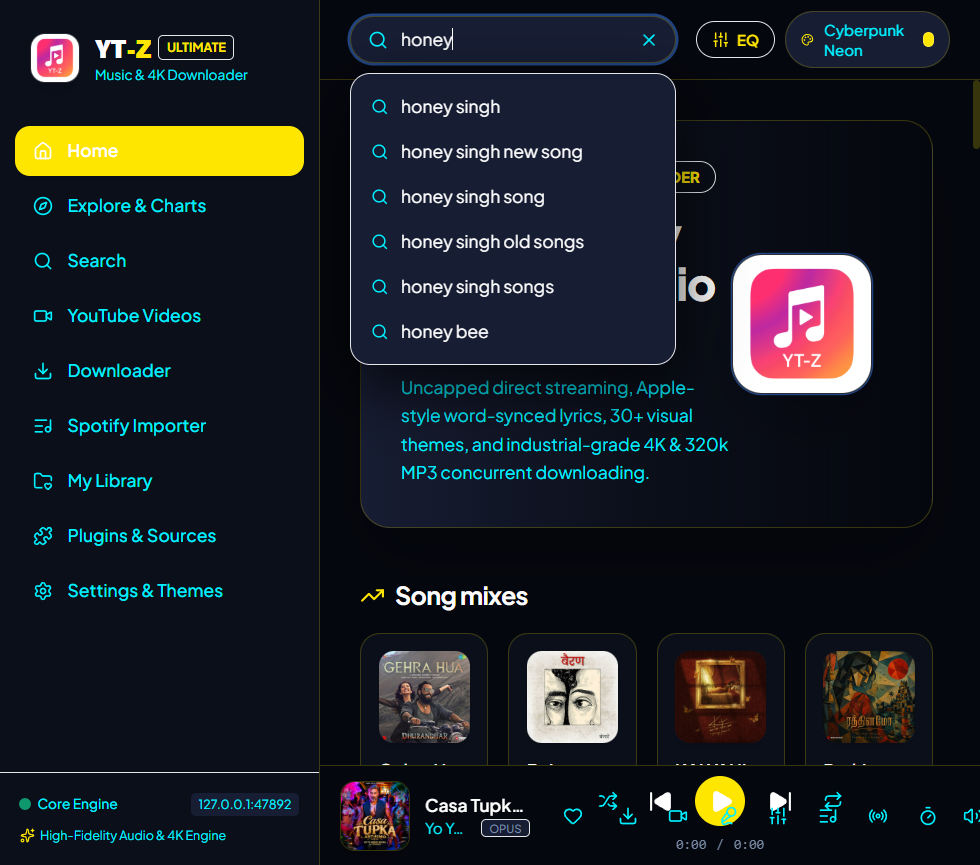 YT-Z ULTIMATE
Music & 4K Downloader
Home
Explore & Charts
Search
YouTube Videos
Downloader
Spotify Importer
My Library
Plugins & Sources
Settings & Themes
Core Engine 127.0.0.1:47892
High-Fidelity Audio & 4K Engine
honey
EQ
Cyberpunk
Neon
honey singh
honey singh new song
honey singh song
honey singh old songs
honey singh songs
honey bee
DER
io
YT-Z
Uncapped direct streaming, Apple-
style word-synced lyrics, 30+ visual
themes, and industrial-grade 4K & 320k
MP3 concurrent downloading.
Song mixes
GEHRA HUA
DHURANDHAR
बैरण
ரத்தினமோ
Casa Tupk...
Yo Y... OPUS
Casa
TUPKA
0:00 / 0:00